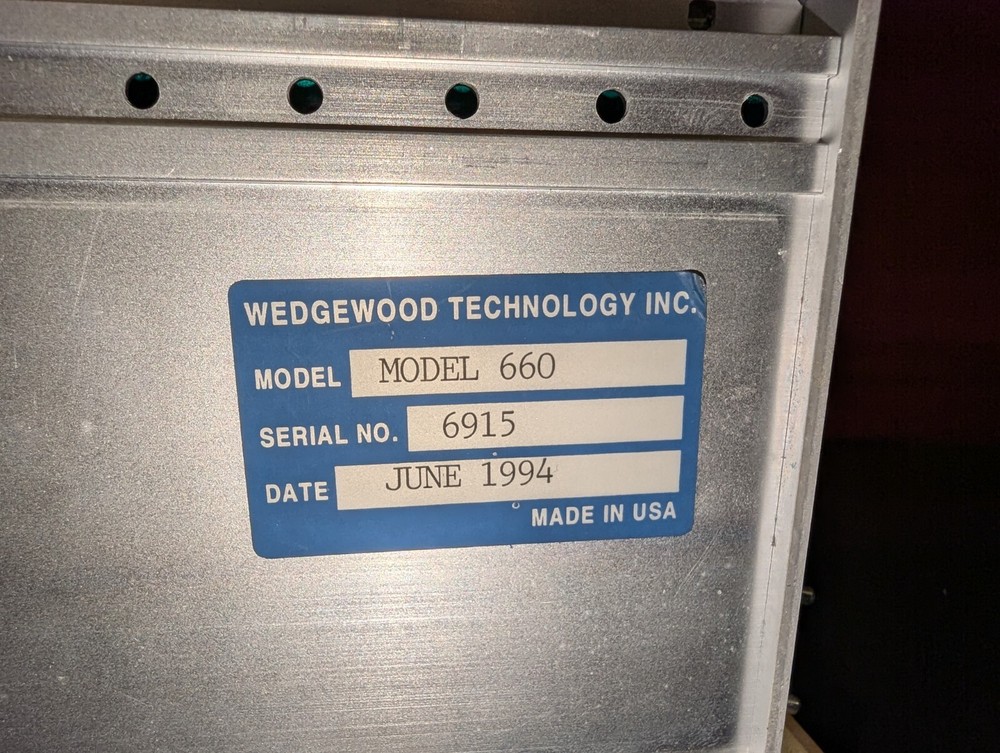 WEDGEWOOD TECHNOLOGY INC.
MODEL MODEL 660
SERIAL NO. 6915
DATE JUNE 1994
MADE IN USA